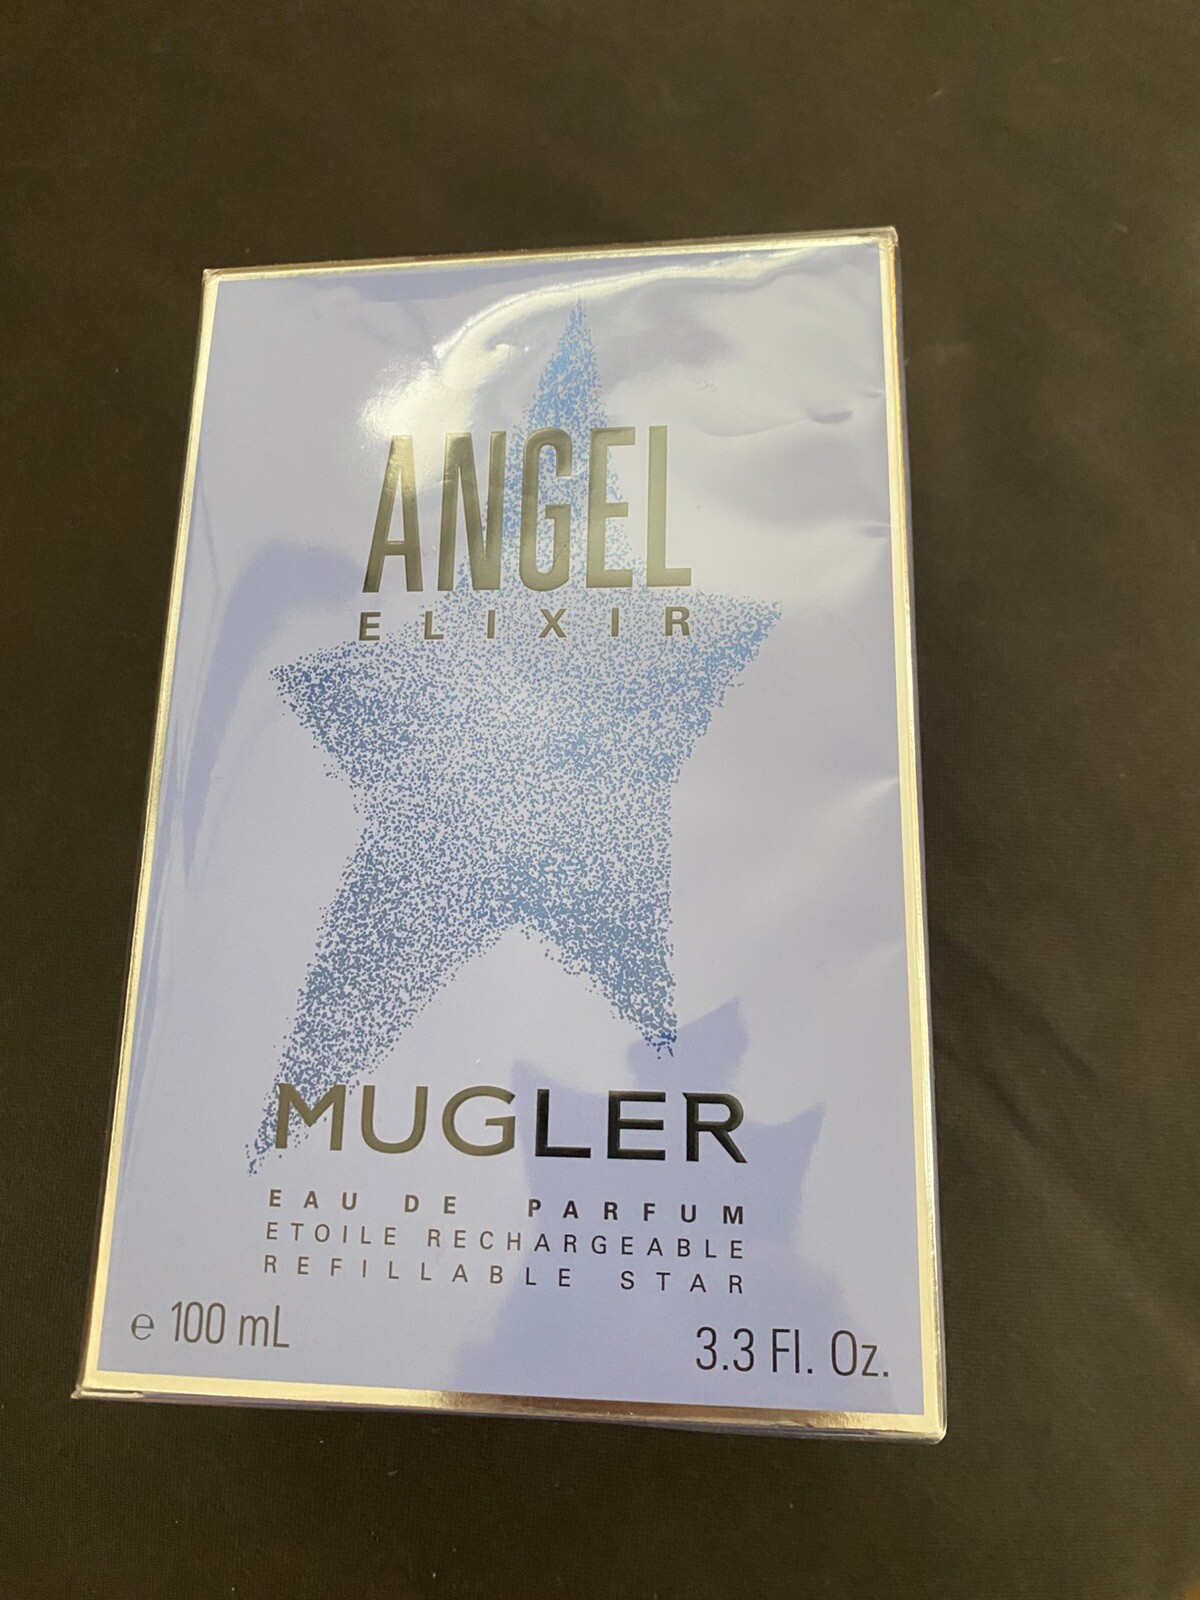 ANGEL
ELIXIR
MUGLER
EAU DE PARFUM
ETOILE RECHARGEABLE
REFILLABLE STAR
℮ 100 mL
3.3 Fl. Oz.